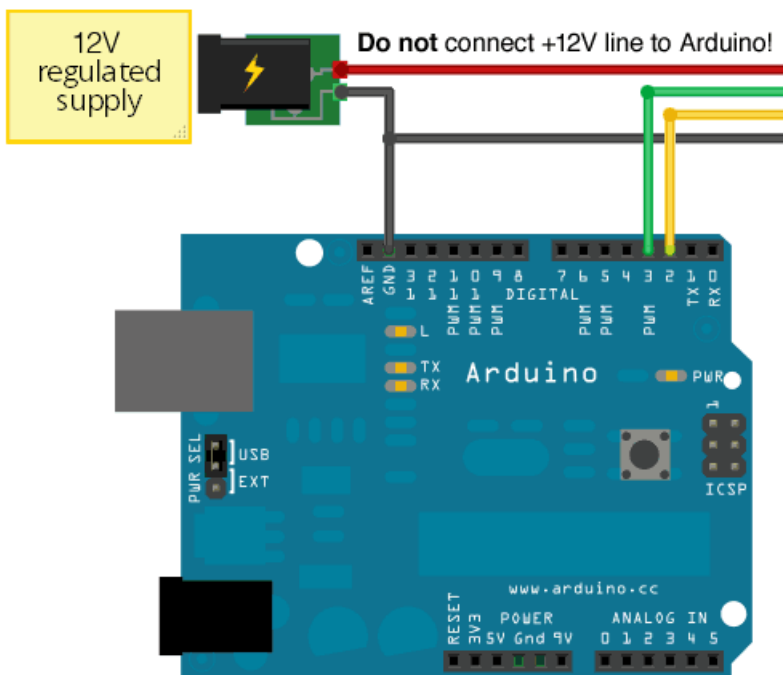 12V
regulated
supply
Do not connect +12V line to Arduino!
AREF
GND
13
12
11
10
9
8
7
6
5
4
3
2
1
0
PWM
PWM
PWM
DIGITAL
PWM
PWM
PWM
TX
RX
L
TX
RX
Arduino
PWR
1
ICSP
PWR SEL
USB
EXT
www.arduino.cc
RESET
3V3
POWER
5V Gnd 9V
ANALOG IN
0 1 2 3 4 5